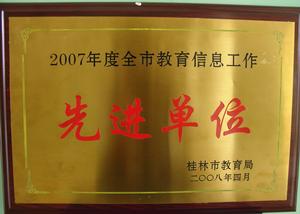 2007年度全市教育信息工作
先进单位
桂林市教育局
二〇〇八年四月